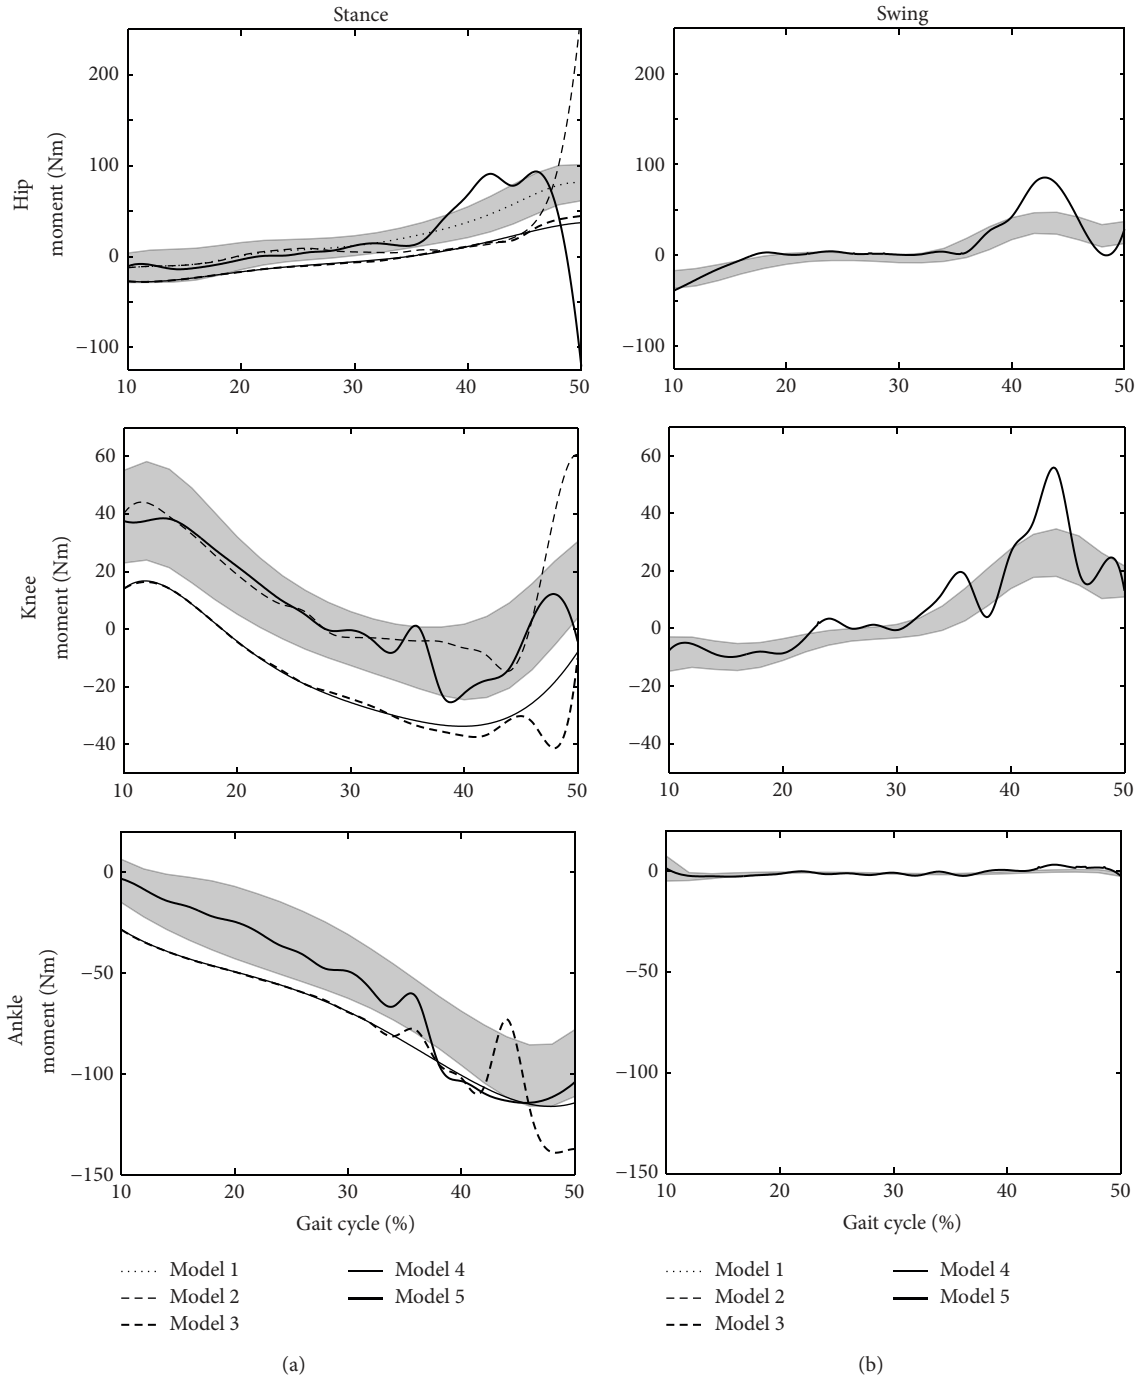 Stance
Swing
Hip
moment (Nm)
200
100
0
−100
10 20 30 40 50
200
100
0
−100
10 20 30 40 50
Knee
moment (Nm)
60
40
20
0
−20
−40
10 20 30 40 50
60
40
20
0
−20
−40
10 20 30 40 50
Ankle
moment (Nm)
0
−50
−100
−150
10 20 30 40 50
Gait cycle (%)
0
−50
−100
−150
10 20 30 40 50
Gait cycle (%)
Model 1
Model 2
Model 3
Model 4
Model 5
Model 1
Model 2
Model 3
Model 4
Model 5
(a)
(b)